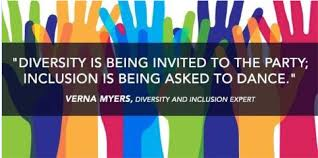 "DIVERSITY IS BEING INVITED TO THE PARTY;
INCLUSION IS BEING ASKED TO DANCE."
VERNA MYERS, DIVERSITY AND INCLUSION EXPERT